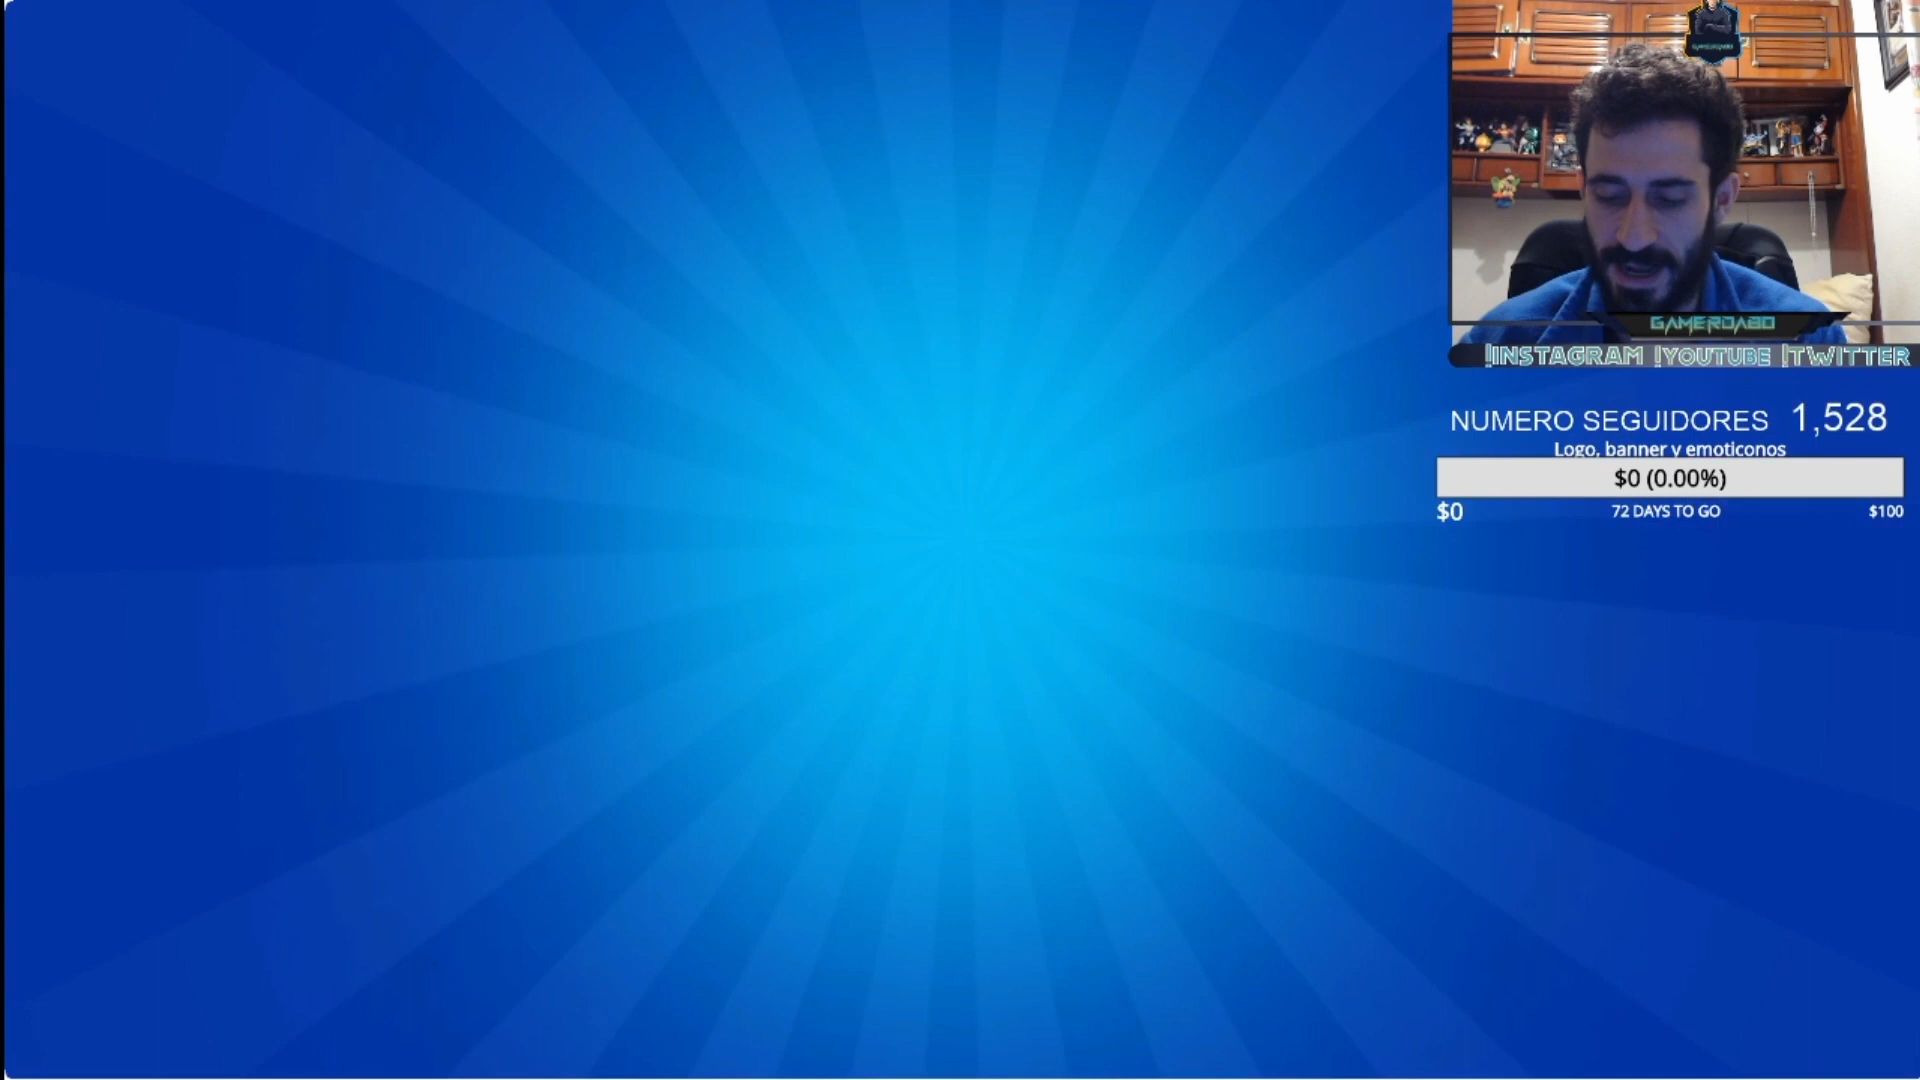 GAMERDABO
GAMERDABO
!INSTAGRAM !YOUTUBE !TWITTER
NUMERO SEGUIDORES 1,528
Logo, banner y emoticonos
$0 (0.00%)
$0 72 DAYS TO GO $100